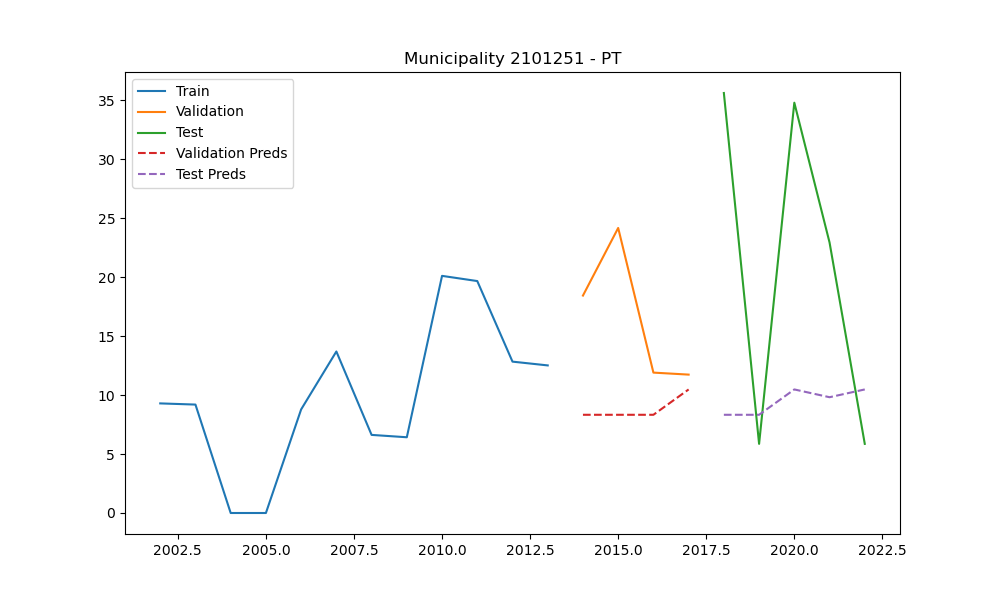 Municipality 2101251 - PT
Train
Validation
Test
Validation Preds
Test Preds
35
30
25
20
15
10
5
0
2002.5 2005.0 2007.5 2010.0 2012.5 2015.0 2017.5 2020.0 2022.5